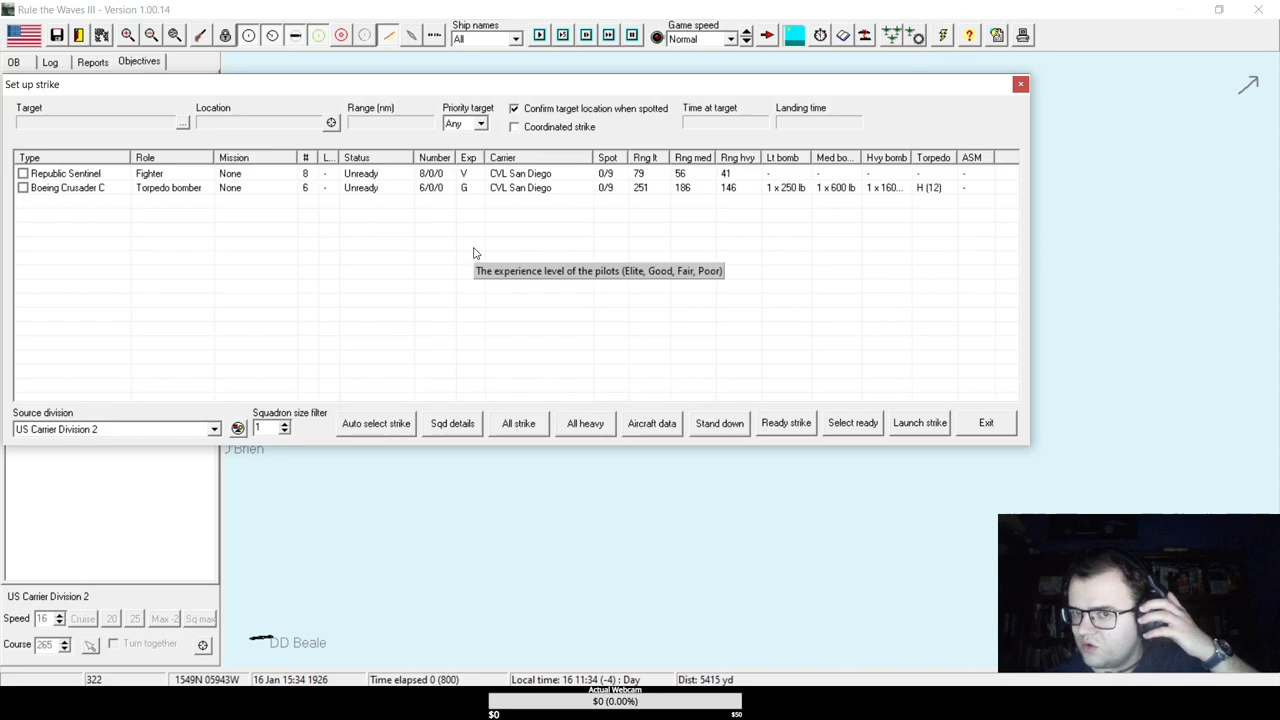 Rule the Waves III - Version 1.00.14
Ship names
All
Game speed
Normal
OB
Log
Reports
Objectives
Set up strike
Target
Location
Range (nm)
Priority target
Any
Confirm target location when spotted
Coordinated strike
Time at target
Landing time
...
Type Role Mission # L... Status Number Exp Carrier Spot Rng lt Rng med Rng hvy Lt bomb Med bo... Hvy bomb Torpedo ASM
Republic Sentinel Fighter None 8 - Unready 8/0/0 V CVL San Diego 0/9 79 56 41 - - - - -
Boeing Crusader C Torpedo bomber None 6 - Unready 6/0/0 G CVL San Diego 0/9 251 186 146 1 x 250 lb 1 x 600 lb 1 x 160... H (12) -
The experience level of the pilots (Elite, Good, Fair, Poor)
Source division
US Carrier Division 2
Squadron size filter
1
Auto select strike
Sqd details
All strike
All heavy
Aircraft data
Stand down
Ready strike
Select ready
Launch strike
Exit
O'Brien
US Carrier Division 2
Speed 16 Cruise 20 25 Max -2 Sq max
Course 265 Turn together
DD Beale
322 1549N 05943W 16 Jan 15:34 1926 Time elapsed 0 (800) Local time: 16 11:34 (-4) : Day Dist: 5415 yd
Actual Webcam
$0 (0.00%)
$0
$50